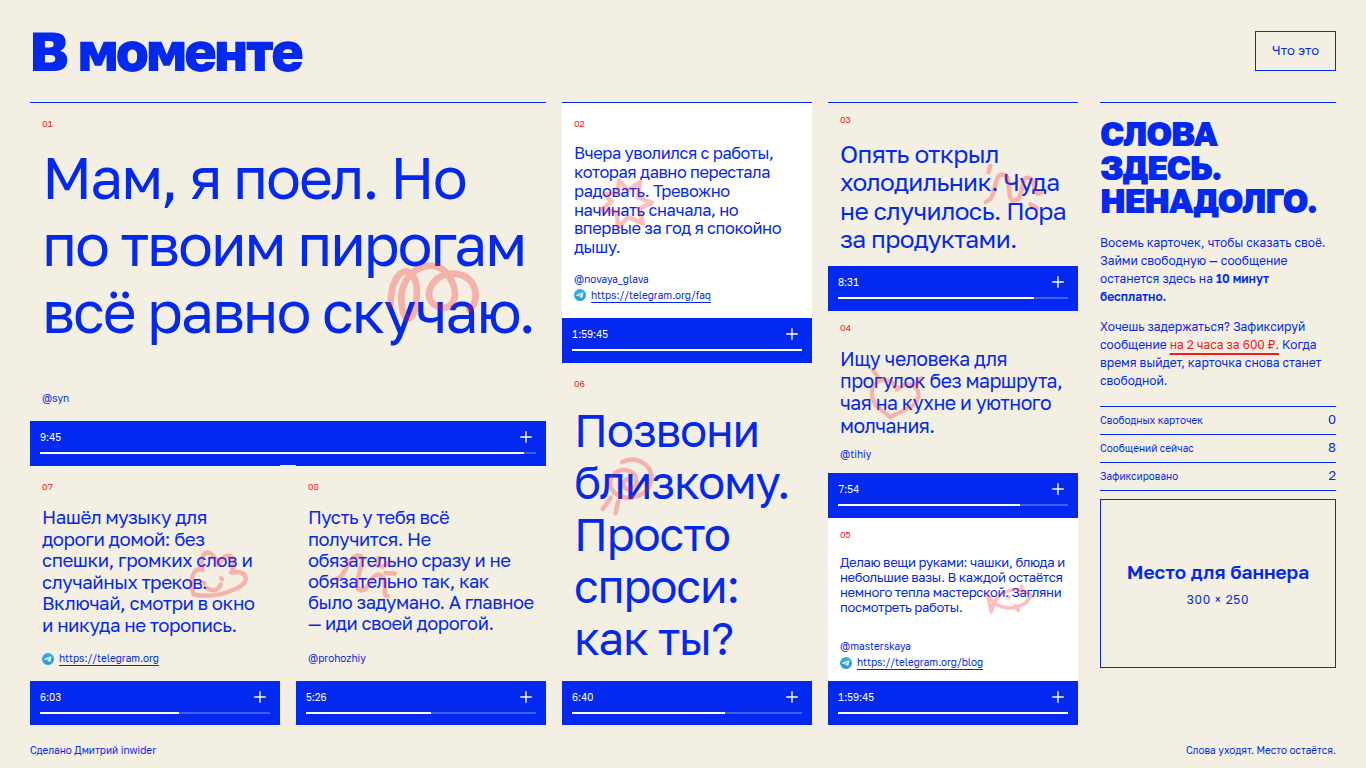 В моменте
Что это
01
Мам, я поел. Но
по твоим пирогам
всё равно скучаю.
@syn
9:45
02
Вчера уволился с работы,
которая давно перестала
радовать. Тревожно
начинать сначала, но
впервые за год я спокойно
дышу.
@novaya_glava
https://telegram.org/faq
1:59:45
03
Опять открыл
холодильник. Чуда
не случилось. Пора
за продуктами.
8:31
04
Ищу человека для
прогулок без маршрута,
чая на кухне и уютного
молчания.
@tihiy
7:54
05
Делаю вещи руками: чашки, блюда и
небольшие вазы. В каждой остаётся
немного тепла мастерской. Загляни
посмотреть работы.
@masterskaya
https://telegram.org/blog
1:59:45
06
Позвони
близкому.
Просто
спроси:
как ты?
6:40
07
Нашёл музыку для
дороги домой: без
спешки, громких слов и
случайных треков.
Включай, смотри в окно
и никуда не торопись.
https://telegram.org
6:03
08
Пусть у тебя всё
получится. Не
обязательно сразу и не
обязательно так, как
было задумано. А главное
— иди своей дорогой.
@prohozhiy
5:26
СЛОВА
ЗДЕСЬ.
НЕНАДОЛГО.
Восемь карточек, чтобы сказать своё.
Займи свободную — сообщение
останется здесь на 10 минут
бесплатно.
Хочешь задержаться? Зафиксируй
сообщение на 2 часа за 600 ₽. Когда
время выйдет, карточка снова станет
свободной.
Свободных карточек 0
Сообщений сейчас 8
Зафиксировано 2
Место для баннера
300 × 250
Сделано Дмитрий inwider
Слова уходят. Место остаётся.